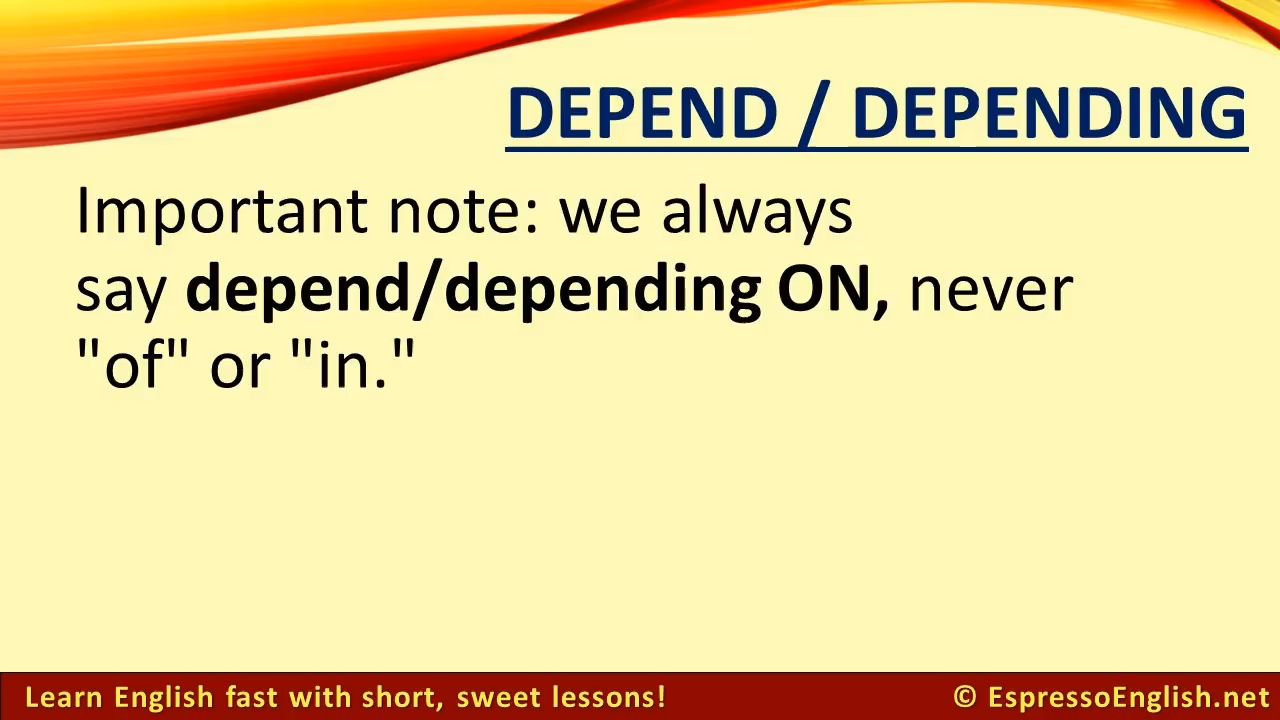 DEPEND / DEPENDING
Important note: we always
say depend/depending ON, never
"of" or "in."
Learn English fast with short, sweet lessons!
© EspressoEnglish.net